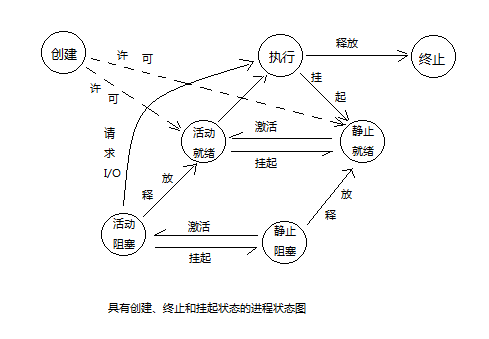 创建
许 可
许 可
执行
释放
终止
挂
起
请
求
I/O
活动
就绪
激活
挂起
静止
就绪
释 放
释 放
活动
阻塞
激活
挂起
静止
阻塞
具有创建、终止和挂起状态的进程状态图